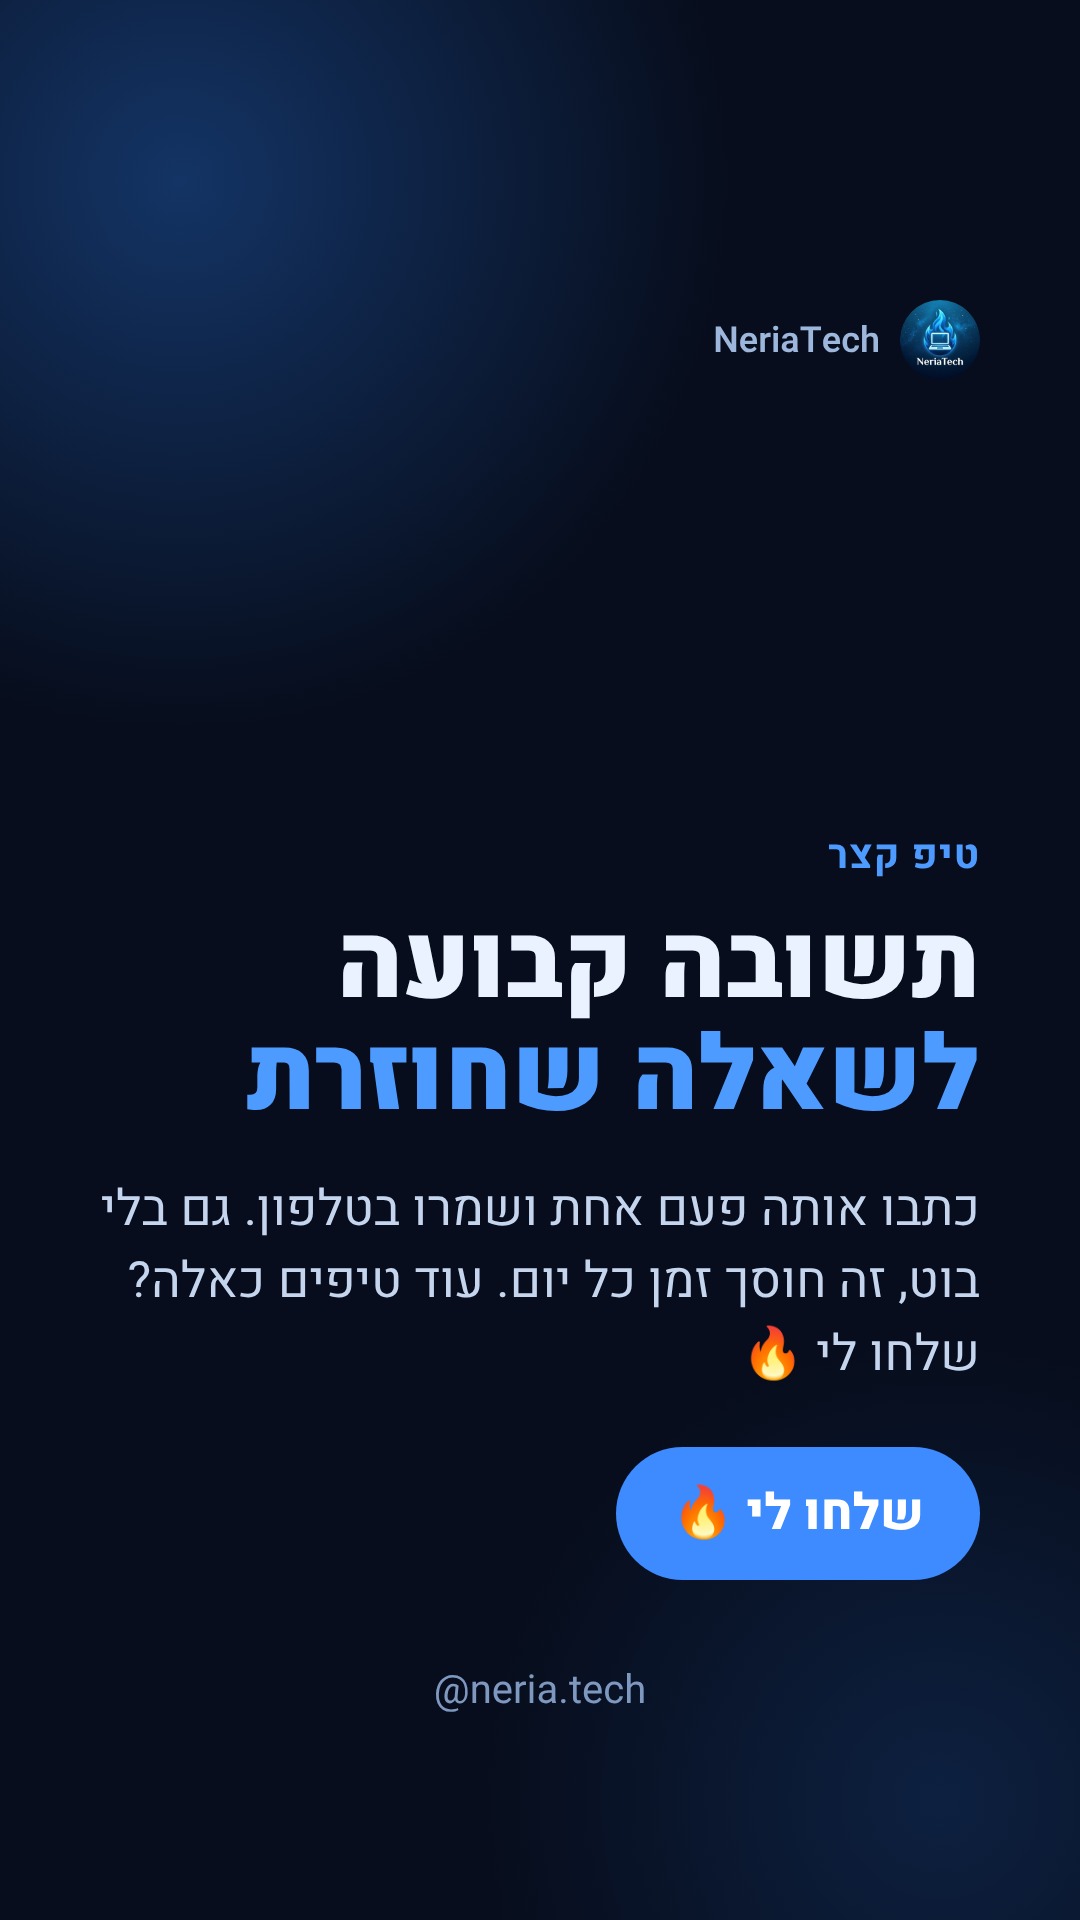 NeriaTech
NeriaTech
טיפ קצר
תשובה קבועה
לשאלה שחוזרת
כתבו אותה פעם אחת ושמרו בטלפון. גם בלי
בוט, זה חוסך זמן כל יום. עוד טיפים כאלה?
שלחו לי 🔥
שלחו לי 🔥
@neria.tech